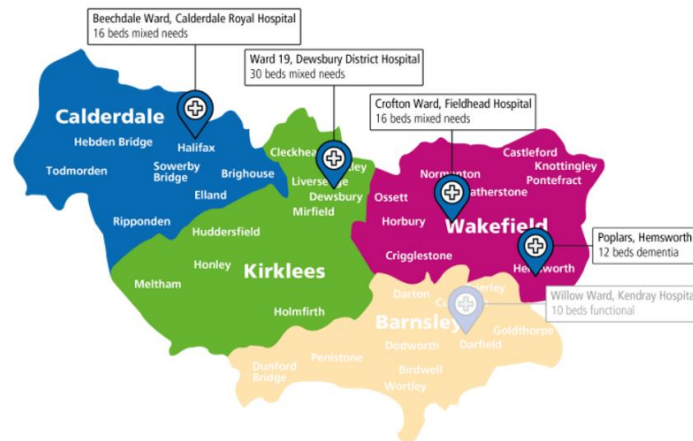 Beechdale Ward, Calderdale Royal Hospital
16 beds mixed needs
Ward 19, Dewsbury District Hospital
30 beds mixed needs
Crofton Ward, Fieldhead Hospital
16 beds mixed needs
Calderdale
Hebden Bridge
Halifax
Todmorden
Sowerby
Bridge
Brighouse
Elland
Ripponden
Liversedge
Dewsbury
Mirfield
Huddersfield
Kirklees
Honley
Meltham
Holmfirth
Castleford
Knottingley
Pontefract
Normanton
Ossett
Horbury
Wakefield
Crigglestone
Hemsworth
Poplars, Hemsworth
12 beds dementia
Willow Ward, Kendray Hospital
10 beds functional
Darton
Barnsley
Goldthorpe
Dodworth
Darfield
Penistone
Dunford
Bridge
Birdwell
Wortley